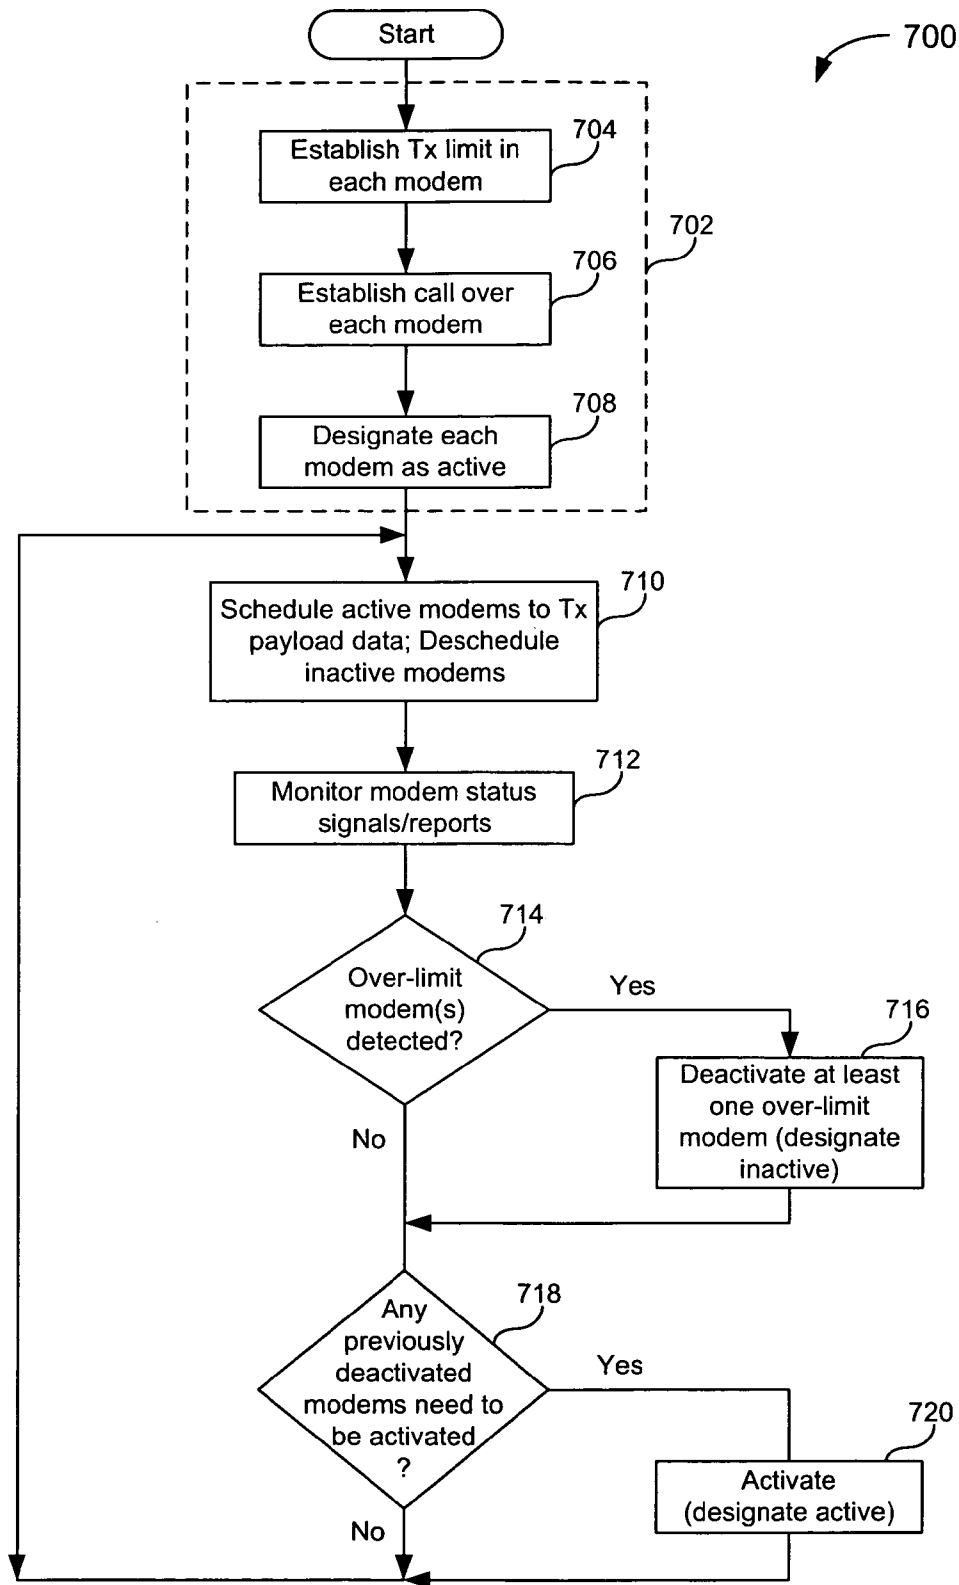 Start
700
704
Establish Tx limit in
each modem
702
706
Establish call over
each modem
708
Designate each
modem as active
710
Schedule active modems to Tx
payload data; Deschedule
inactive modems
712
Monitor modem status
signals/reports
714
Over-limit
modem(s)
detected?
Yes
716
Deactivate at least
one over-limit
modem (designate
inactive)
No
718
Any
previously
deactivated
modems need to
be activated
?
Yes
720
Activate
(designate active)
No